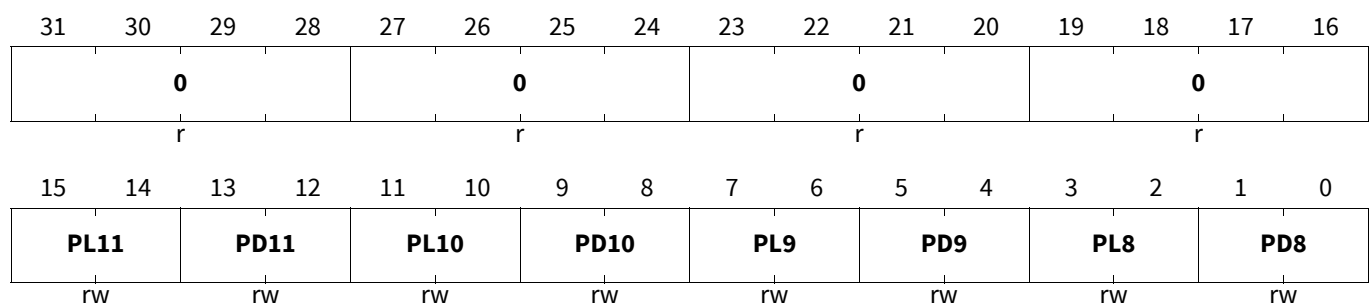 31 30 29 28 27 26 25 24 23 22 21 20 19 18 17 16
0 0 0 0
r r r r
15 14 13 12 11 10 9 8 7 6 5 4 3 2 1 0
PL11 PD11 PL10 PD10 PL9 PD9 PL8 PD8
rw rw rw rw rw rw rw rw